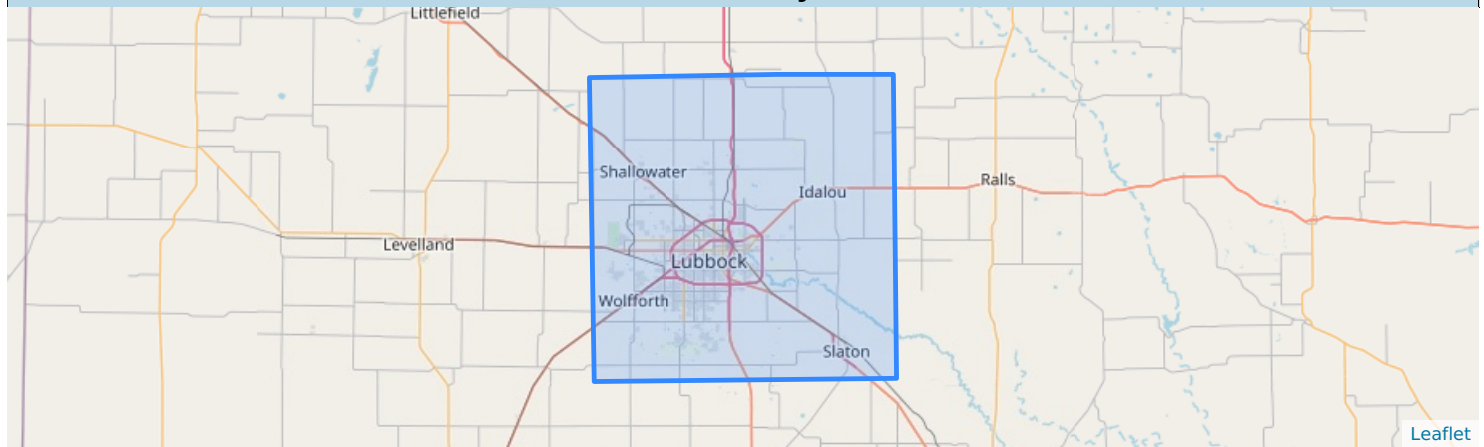 Littlefield
Shallowater
Ralls
Idalou
Levelland
Lubbock
Wolfforth
Slaton
Leaflet